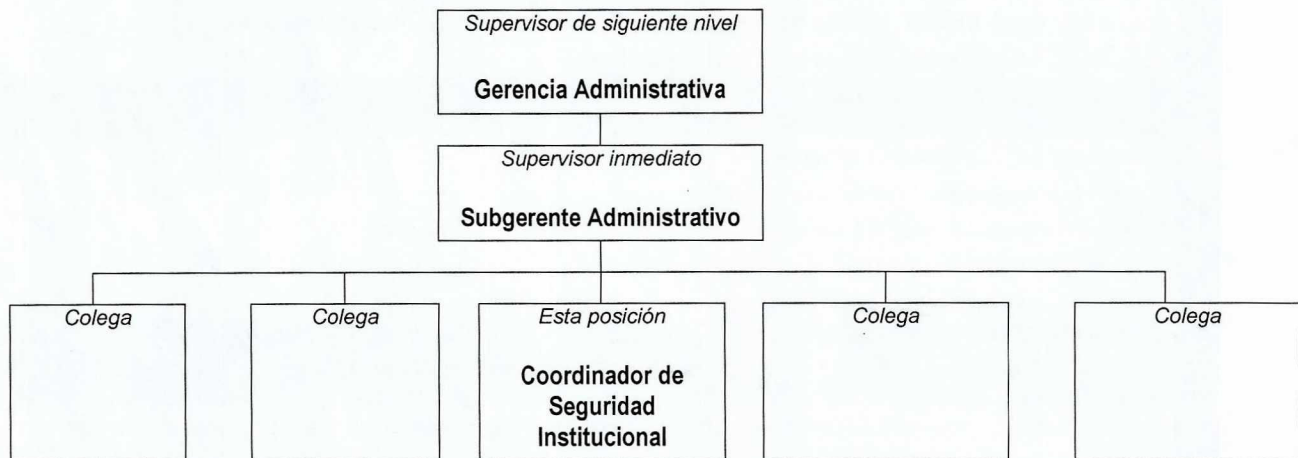 Supervisor de siguiente nivel
Gerencia Administrativa
Supervisor inmediato
Subgerente Administrativo
Colega
Colega
Esta posición
Coordinador de
Seguridad
Institucional
Colega
Colega